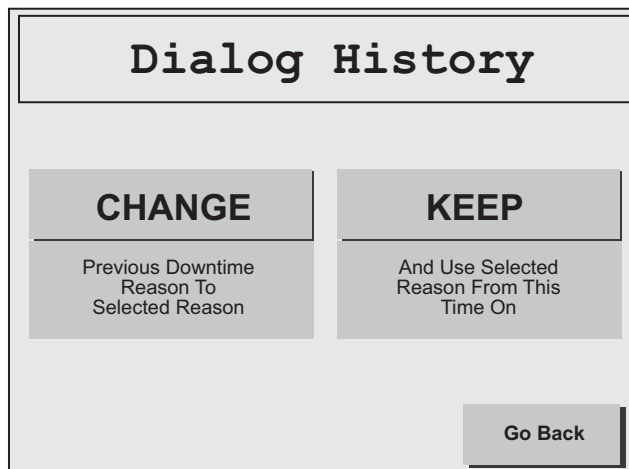 Dialog History
CHANGE
Previous Downtime
Reason To
Selected Reason
KEEP
And Use Selected
Reason From This
Time On
Go Back